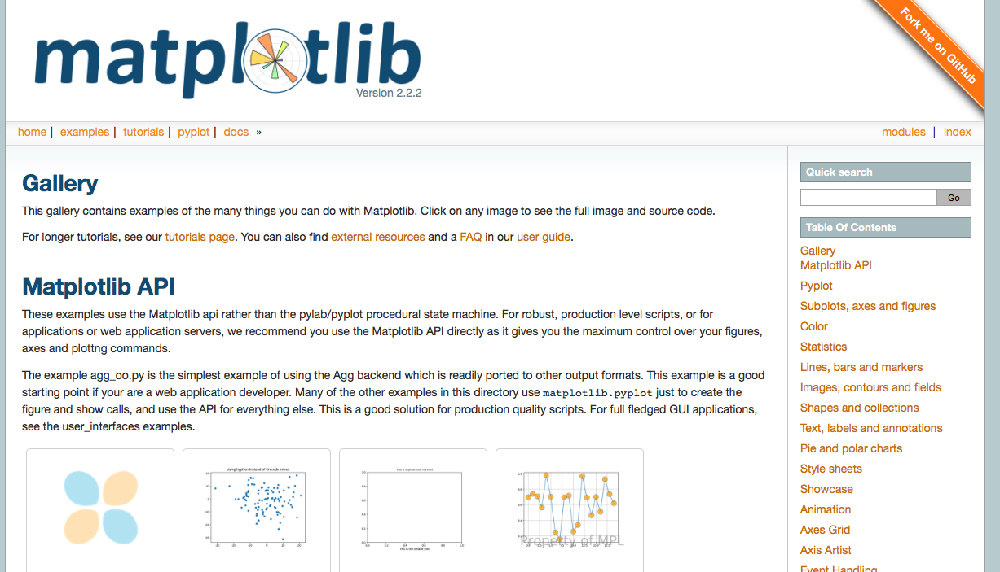 matplotlib
Version 2.2.2
Fork me on GitHub
home | examples | tutorials | pyplot | docs »
modules | index
Gallery
This gallery contains examples of the many things you can do with Matplotlib. Click on any image to see the full image and source code.
For longer tutorials, see our tutorials page. You can also find external resources and a FAQ in our user guide.
Matplotlib API
These examples use the Matplotlib api rather than the pylab/pyplot procedural state machine. For robust, production level scripts, or for
applications or web application servers, we recommend you use the Matplotlib API directly as it gives you the maximum control over your figures,
axes and plottng commands.
The example agg_oo.py is the simplest example of using the Agg backend which is readily ported to other output formats. This example is a good
starting point if your are a web application developer. Many of the other examples in this directory use matplotlib.pyplot just to create the
figure and show calls, and use the API for everything else. This is a good solution for production quality scripts. For full fledged GUI applications,
see the user_interfaces examples.
Using hyphen instead of Unicode minus
This is the default font
Property of MPL
Quick search
Go
Table Of Contents
Gallery
Matplotlib API
Pyplot
Subplots, axes and figures
Color
Statistics
Lines, bars and markers
Images, contours and fields
Shapes and collections
Text, labels and annotations
Pie and polar charts
Style sheets
Showcase
Animation
Axes Grid
Axis Artist
Event Handling